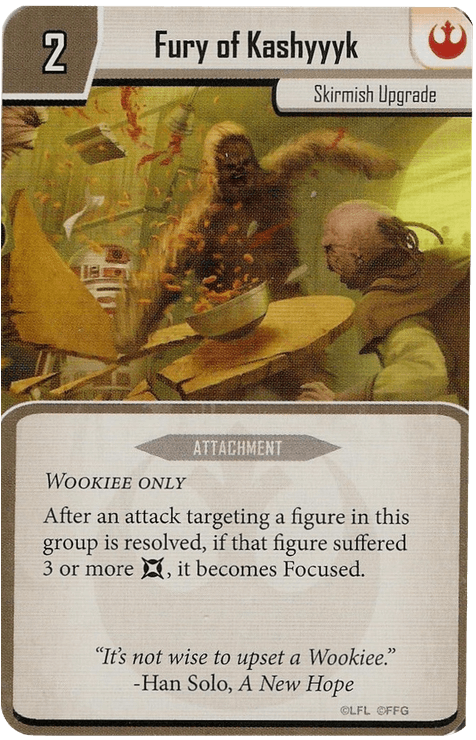 2
Fury of Kashyyyk
Skirmish Upgrade
ATTACHMENT
WOOKIEE ONLY
After an attack targeting a figure in this
group is resolved, if that figure suffered
3 or more , it becomes Focused.
“It’s not wise to upset a Wookiee.”
-Han Solo, A New Hope
©LFL ©FFG